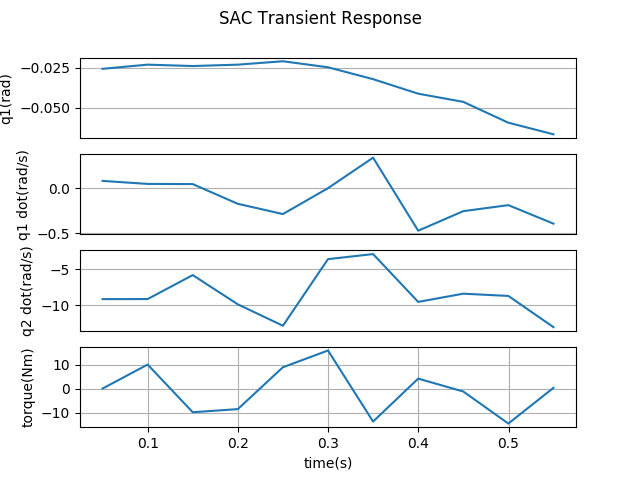 SAC Transient Response
q1(rad)
−0.025
−0.050
q1 dot(rad/s)
0.0
−0.5
q2 dot(rad/s)
−5
−10
torque(Nm)
10
0
−10
0.1 0.2 0.3 0.4 0.5
time(s)